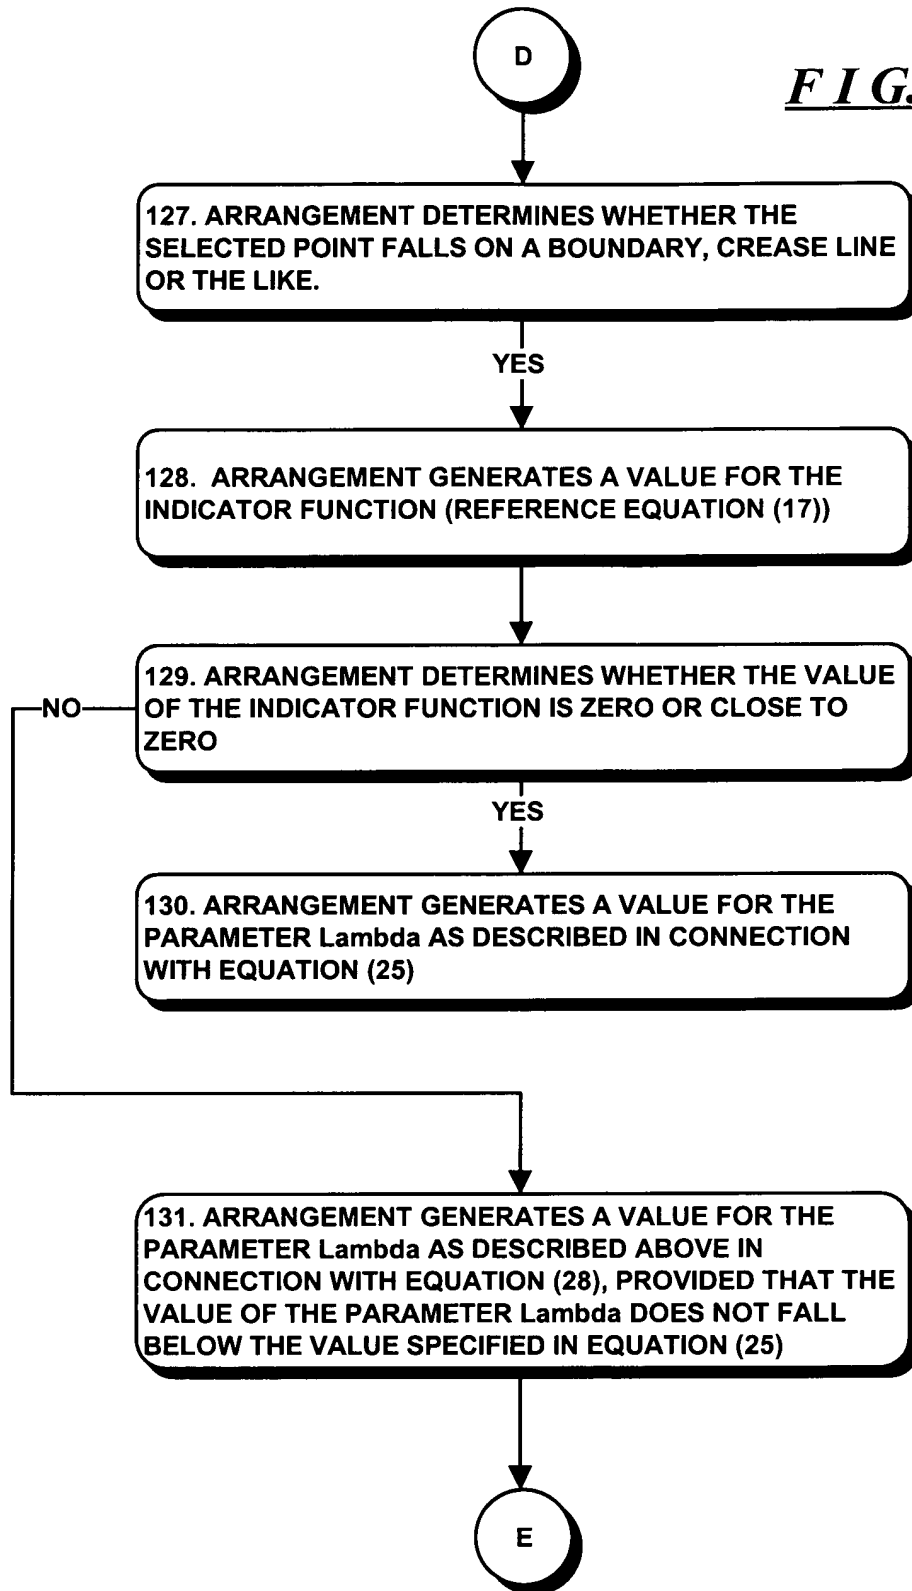 D
F I G.
127. ARRANGEMENT DETERMINES WHETHER THE
SELECTED POINT FALLS ON A BOUNDARY, CREASE LINE
OR THE LIKE.
YES
128. ARRANGEMENT GENERATES A VALUE FOR THE
INDICATOR FUNCTION (REFERENCE EQUATION (17))
129. ARRANGEMENT DETERMINES WHETHER THE VALUE
OF THE INDICATOR FUNCTION IS ZERO OR CLOSE TO
ZERO
NO
YES
130. ARRANGEMENT GENERATES A VALUE FOR THE
PARAMETER Lambda AS DESCRIBED IN CONNECTION
WITH EQUATION (25)
131. ARRANGEMENT GENERATES A VALUE FOR THE
PARAMETER Lambda AS DESCRIBED ABOVE IN
CONNECTION WITH EQUATION (28), PROVIDED THAT THE
VALUE OF THE PARAMETER Lambda DOES NOT FALL
BELOW THE VALUE SPECIFIED IN EQUATION (25)
E